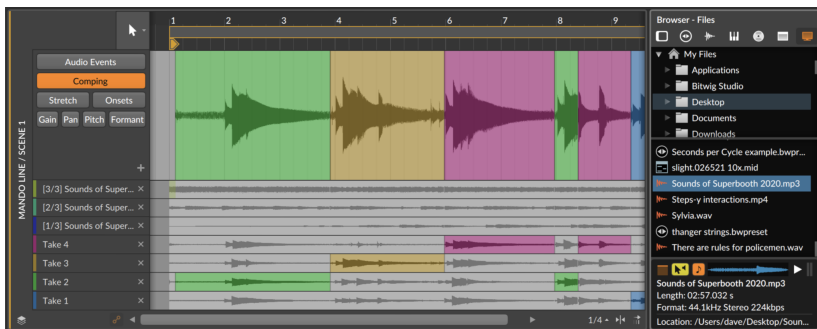 1 2 3 4 5 6 7 8 9
Audio Events
Comping
Stretch Onsets
Gain Pan Pitch Formant
MANDO LINE / SCENE 1
[3/3] Sounds of Super...
[2/3] Sounds of Super...
[1/3] Sounds of Super...
Take 4
Take 3
Take 2
Take 1
1/4
Browser - Files
My Files
Applications
Bitwig Studio
Desktop
Documents
Downloads
Seconds per Cycle example.bwpr...
slight.026521 10x.mid
Sounds of Superbooth 2020.mp3
Steps-y interactions.mp4
Sylvia.wav
thanger strings.bwpreset
There are rules for policemen.wav
Sounds of Superbooth 2020.mp3
Length: 02:57.032 s
Format: 44.1kHz Stereo 224kbps
Location: /Users/dave/Desktop/Soun...